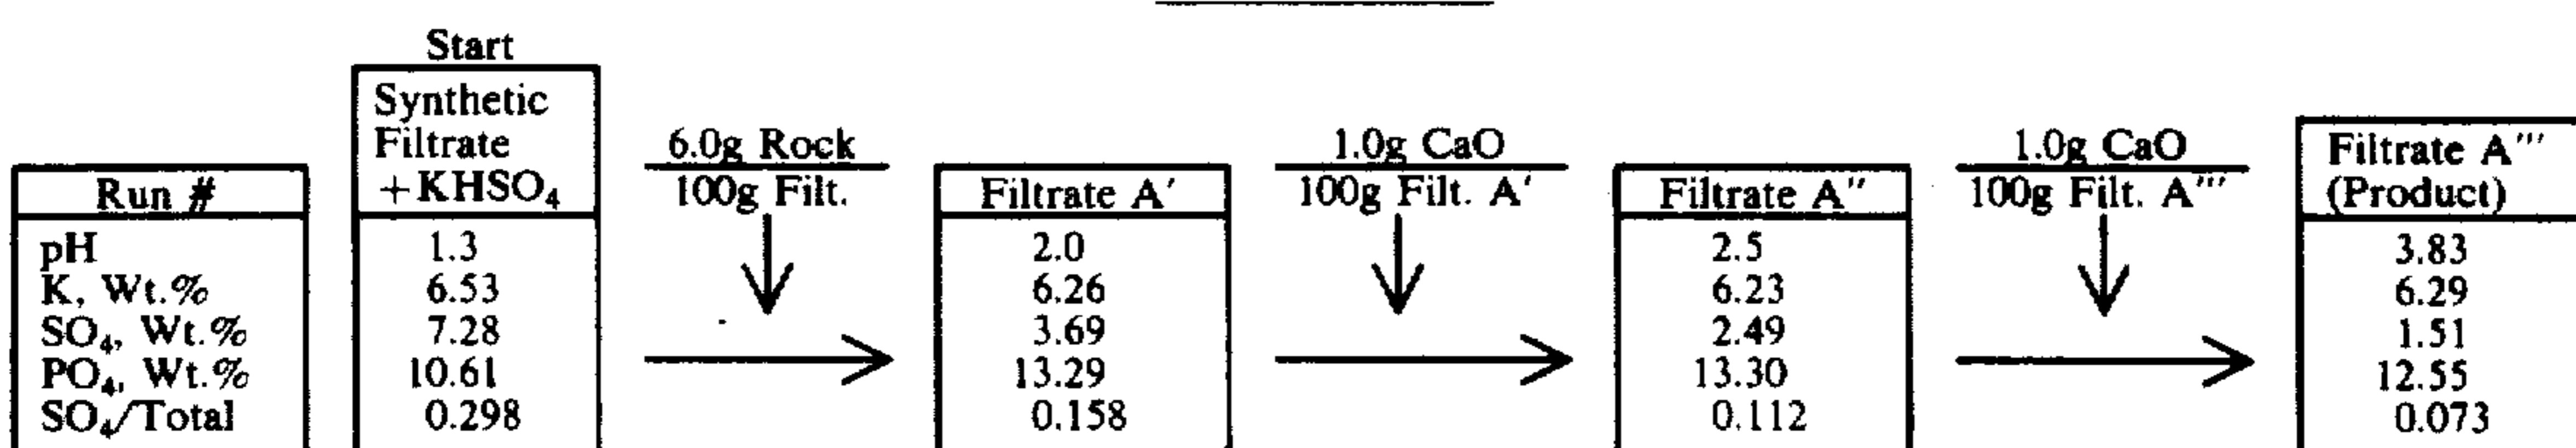 Start
Synthetic
Filtrate
+KHSO₄
6.0g Rock
100g Filt.
1.0g CaO
100g Filt. A′
1.0g CaO
100g Filt. A‴
Filtrate A‴
(Product)
Run # Filtrate A′ Filtrate A″
pH 1.3 2.0 2.5 3.83
K, Wt.% 6.53 6.26 6.23 6.29
SO₄, Wt.% 7.28 3.69 2.49 1.51
PO₄, Wt.% 10.61 13.29 13.30 12.55
SO₄/Total 0.298 0.158 0.112 0.073